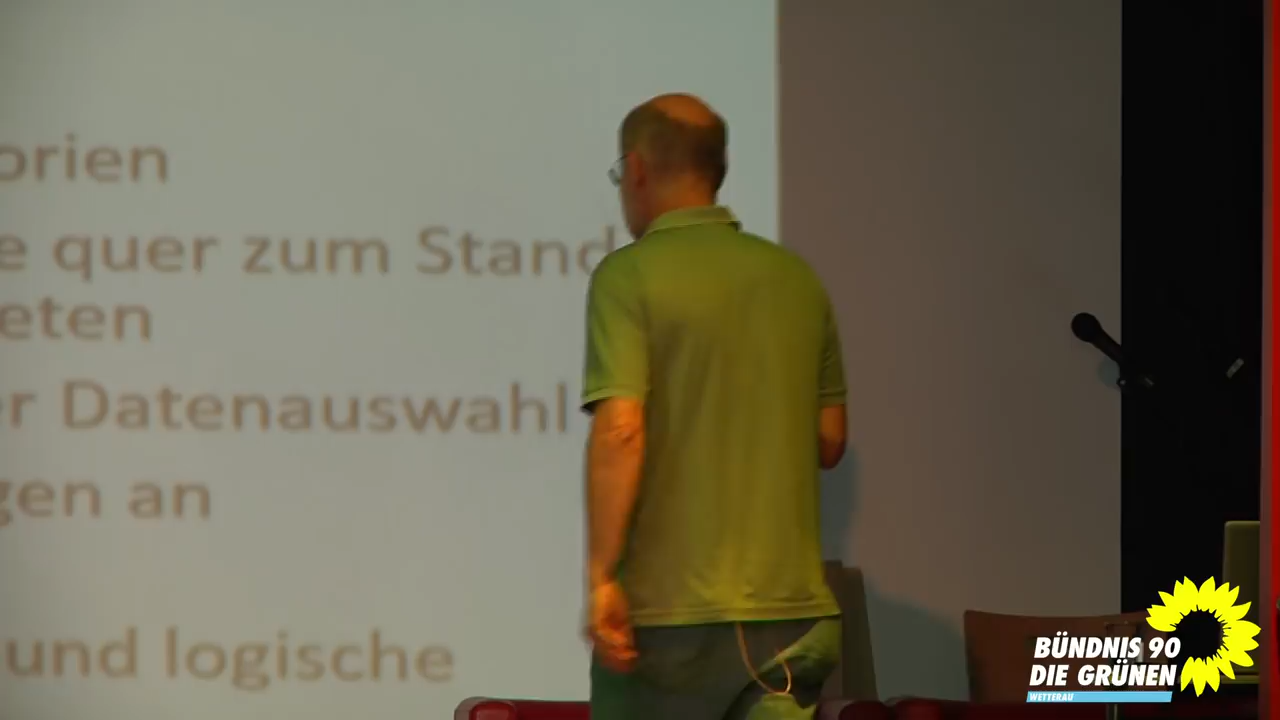 orien
e quer zum Stand
eten
er Datenauswahl
gen an
und logische
BÜNDNIS 90
DIE GRÜNEN
WETTERAU